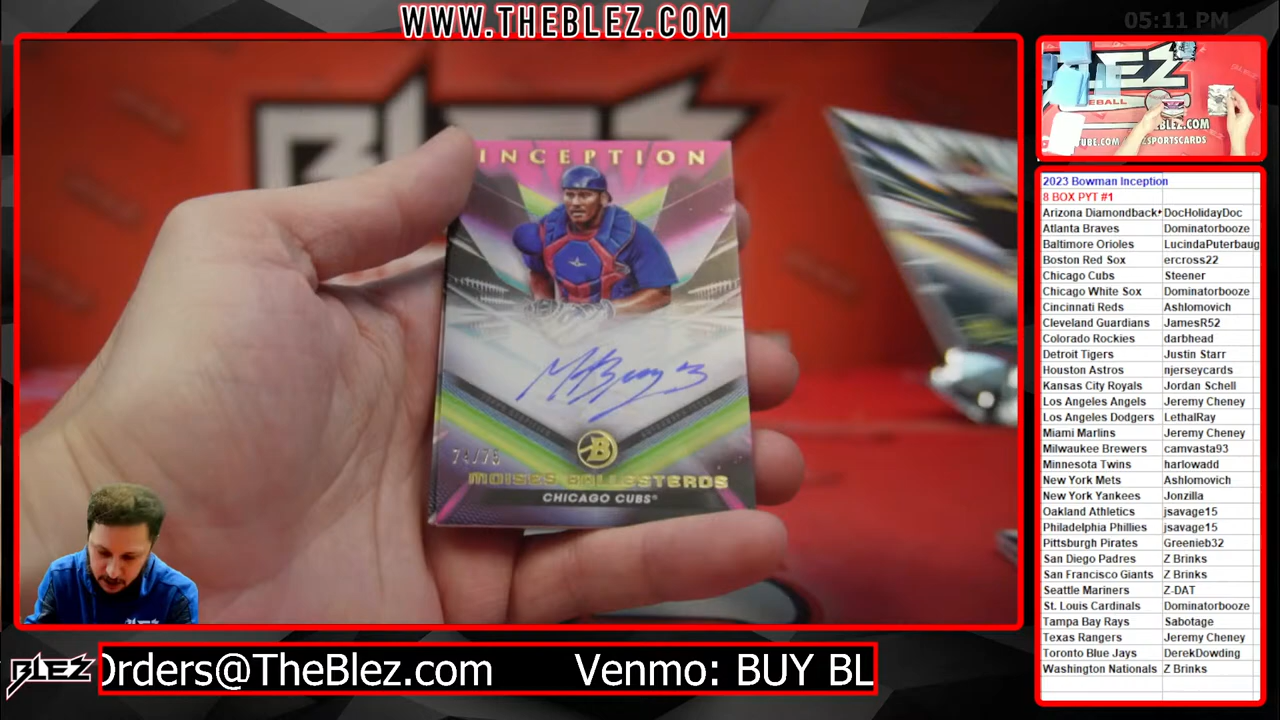 WWW.THEBLEZ.COM
05:11 PM
INCEPTION
MOISES BALLESTEROS
CHICAGO CUBS
2023 Bowman Inception
8 BOX PYT #1
Arizona Diamondback DocHolidayDoc
Atlanta Braves Dominatorbooze
Baltimore Orioles LucindaPuterbaug
Boston Red Sox ercross22
Chicago Cubs Steener
Chicago White Sox Dominatorbooze
Cincinnati Reds Ashlomovich
Cleveland Guardians JamesR52
Colorado Rockies darbhead
Detroit Tigers Justin Starr
Houston Astros njerseycards
Kansas City Royals Jordan Schell
Los Angeles Angels Jeremy Cheney
Los Angeles Dodgers LethalRay
Miami Marlins Jeremy Cheney
Milwaukee Brewers camvasta93
Minnesota Twins harlowadd
New York Mets Ashlomovich
New York Yankees Jonzilla
Oakland Athletics jsavage15
Philadelphia Phillies jsavage15
Pittsburgh Pirates Greenieb32
San Diego Padres Z Brinks
San Francisco Giants Z Brinks
Seattle Mariners Z-DAT
St. Louis Cardinals Dominatorbooze
Tampa Bay Rays Sabotage
Texas Rangers Jeremy Cheney
Toronto Blue Jays DerekDowding
Washington Nationals Z Brinks
BLEZ
Orders@TheBlez.com Venmo: BUY BL